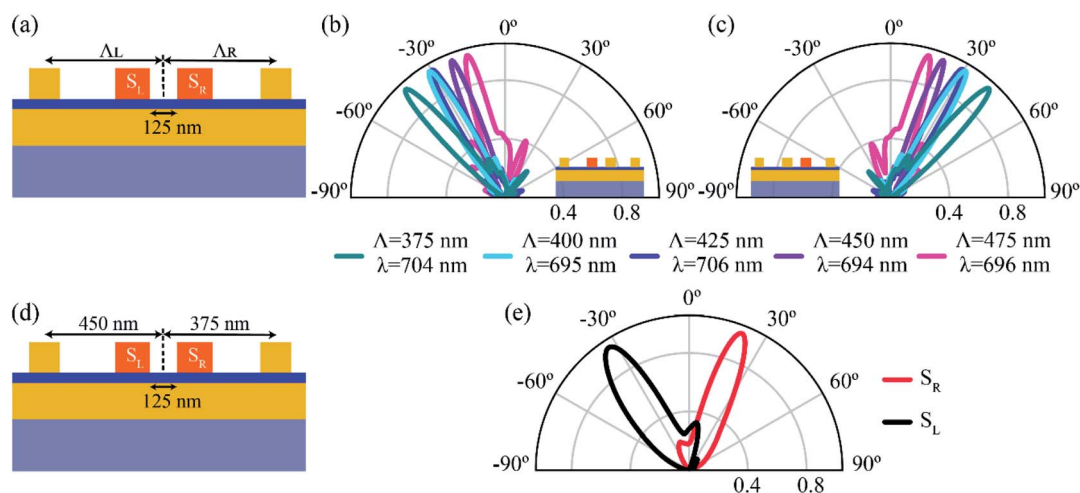 (a)
ΛL
ΛR
SL
SR
125 nm
(b)
-90º
-60º
-30º
0º
30º
60º
90º
0.4
0.8
(c)
-90º
-60º
-30º
0º
30º
60º
90º
0.4
0.8
Λ=375 nm
λ=704 nm
Λ=400 nm
λ=695 nm
Λ=425 nm
λ=706 nm
Λ=450 nm
λ=694 nm
Λ=475 nm
λ=696 nm
(d)
450 nm
375 nm
SL
SR
125 nm
(e)
-90º
-60º
-30º
0º
30º
60º
90º
0.4
0.8
SR
SL